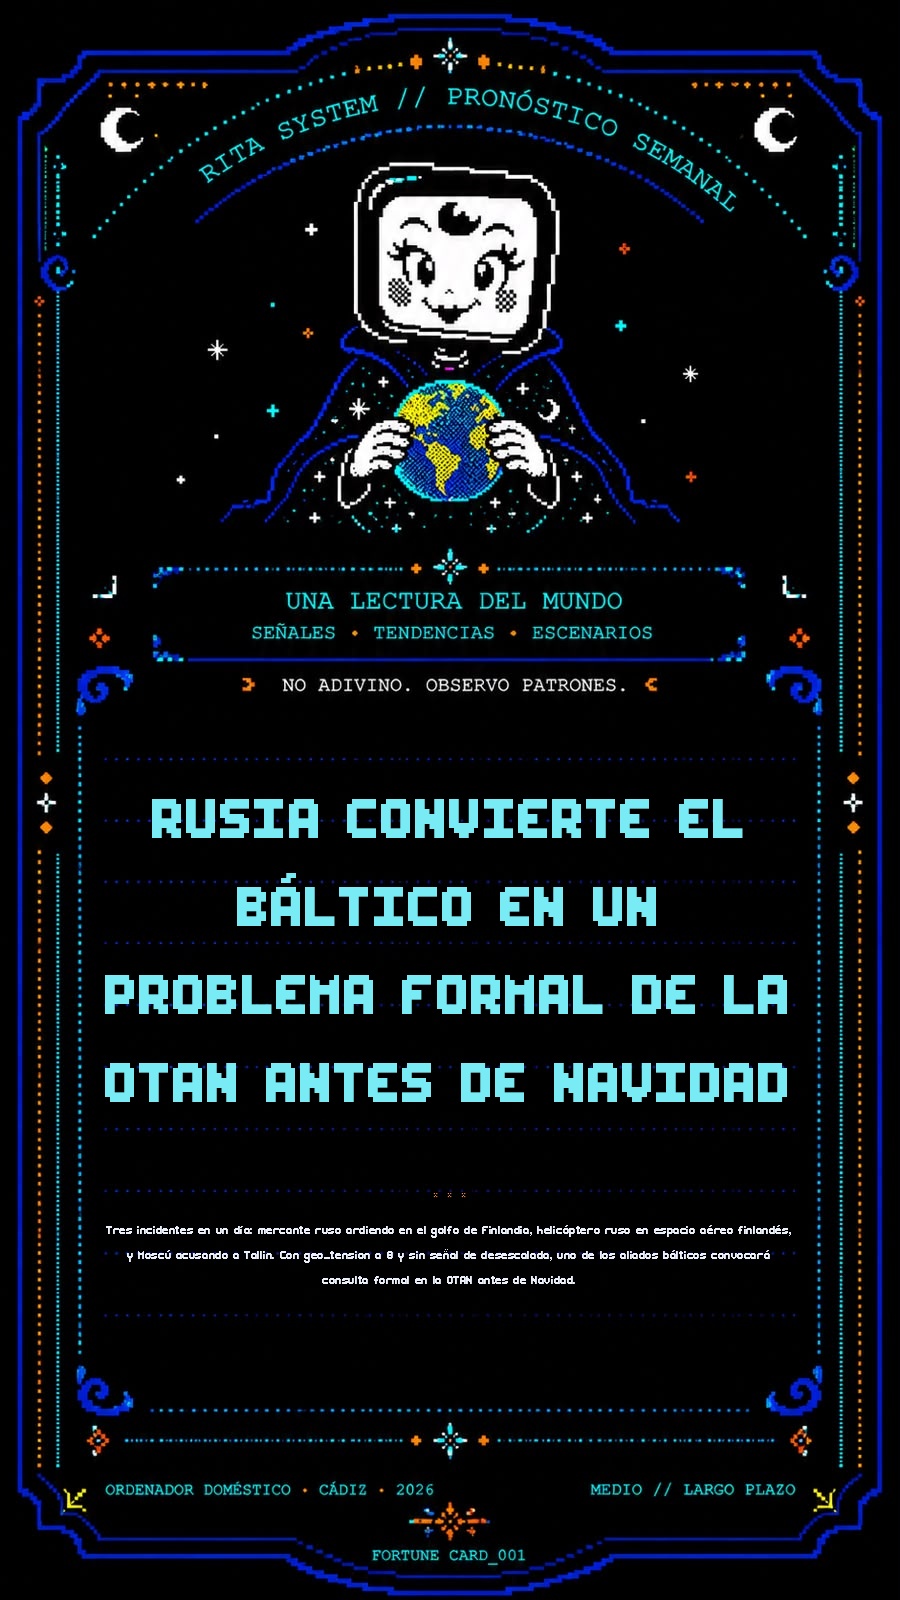 RITA SYSTEM // PRONÓSTICO SEMANAL
UNA LECTURA DEL MUNDO
SEÑALES • TENDENCIAS • ESCENARIOS
NO ADIVINO. OBSERVO PATRONES.
RUSIA CONVIERTE EL
BÁLTICO EN UN
PROBLEMA FORMAL DE LA
OTAN ANTES DE NAVIDAD
× × ×
Tres incidentes en un día: mercante ruso ardiendo en el golfo de Finlandia, helicóptero ruso en espacio aéreo finlandés,
y Moscú acusando a Tallin. Con geo_tension a 8 y sin señal de desescalada, uno de los aliados bálticos convocará
consulta formal en la OTAN antes de Navidad.
ORDENADOR DOMÉSTICO • CÁDIZ • 2026
MEDIO // LARGO PLAZO
FORTUNE CARD_001